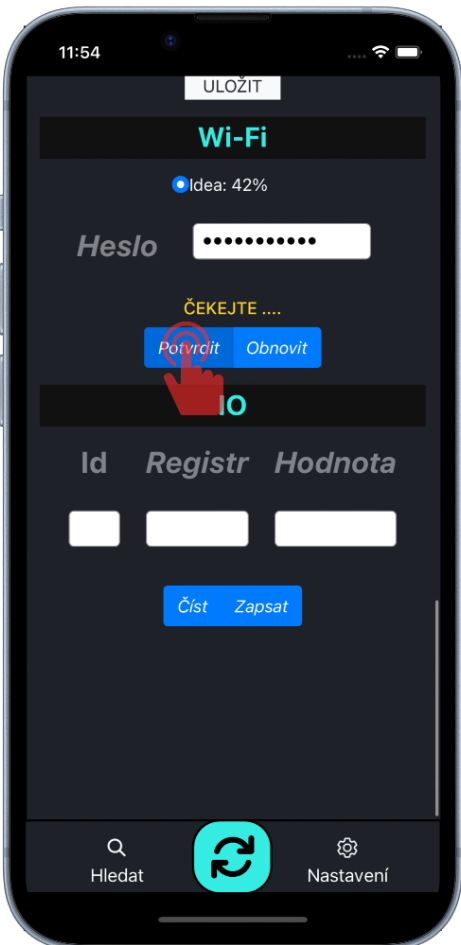 11:54
ULOŽIT
Wi-Fi
Idea: 42%
Heslo
ČEKEJTE ....
Potvrdit Obnovit
IO
Id Registr Hodnota
Číst Zapsat
Hledat Nastavení